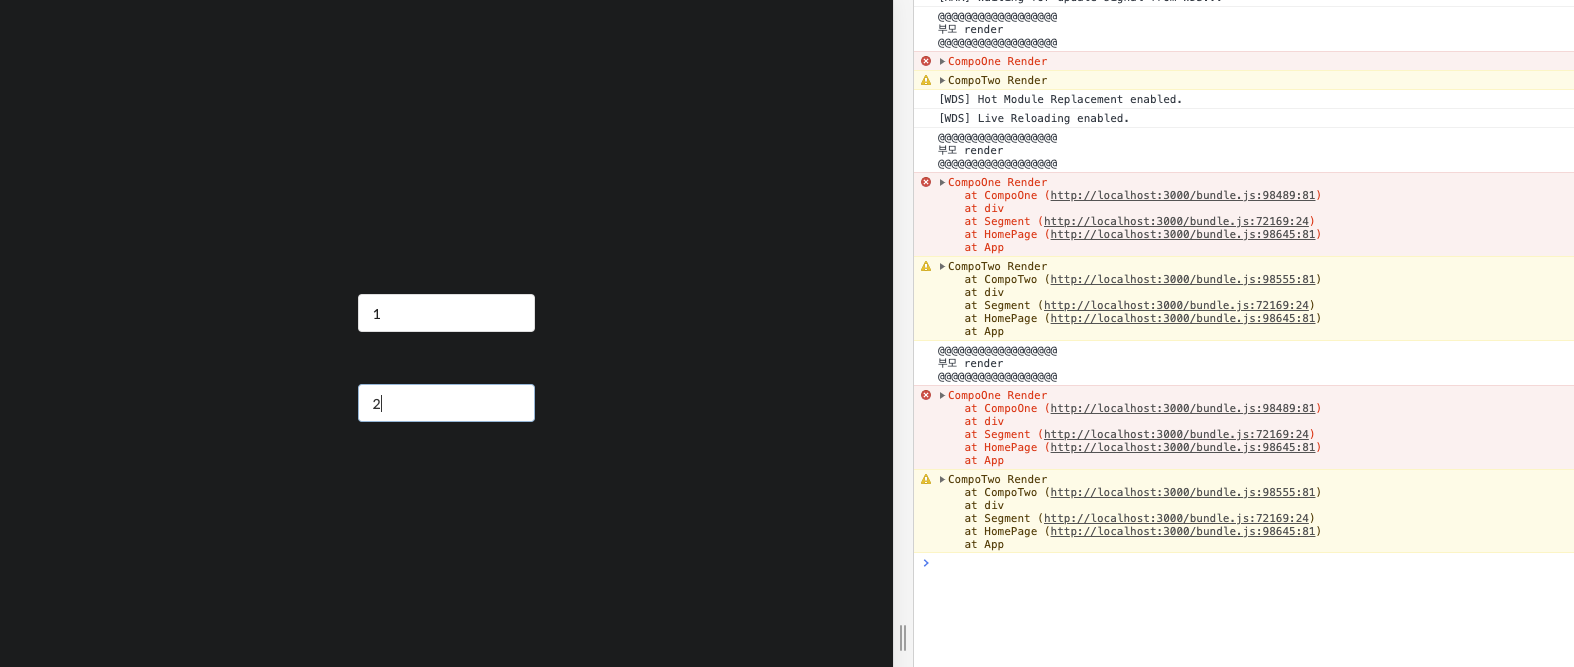 1
2
@@@@@@@@@@@@@@@@@@
부모 render
@@@@@@@@@@@@@@@@@@
CompoOne Render
CompoTwo Render
[WDS] Hot Module Replacement enabled.
[WDS] Live Reloading enabled.
@@@@@@@@@@@@@@@@@@
부모 render
@@@@@@@@@@@@@@@@@@
CompoOne Render
at CompoOne (http://localhost:3000/bundle.js:98489:81)
at div
at Segment (http://localhost:3000/bundle.js:72169:24)
at HomePage (http://localhost:3000/bundle.js:98645:81)
at App
CompoTwo Render
at CompoTwo (http://localhost:3000/bundle.js:98555:81)
at div
at Segment (http://localhost:3000/bundle.js:72169:24)
at HomePage (http://localhost:3000/bundle.js:98645:81)
at App
@@@@@@@@@@@@@@@@@@
부모 render
@@@@@@@@@@@@@@@@@@
CompoOne Render
at CompoOne (http://localhost:3000/bundle.js:98489:81)
at div
at Segment (http://localhost:3000/bundle.js:72169:24)
at HomePage (http://localhost:3000/bundle.js:98645:81)
at App
CompoTwo Render
at CompoTwo (http://localhost:3000/bundle.js:98555:81)
at div
at Segment (http://localhost:3000/bundle.js:72169:24)
at HomePage (http://localhost:3000/bundle.js:98645:81)
at App